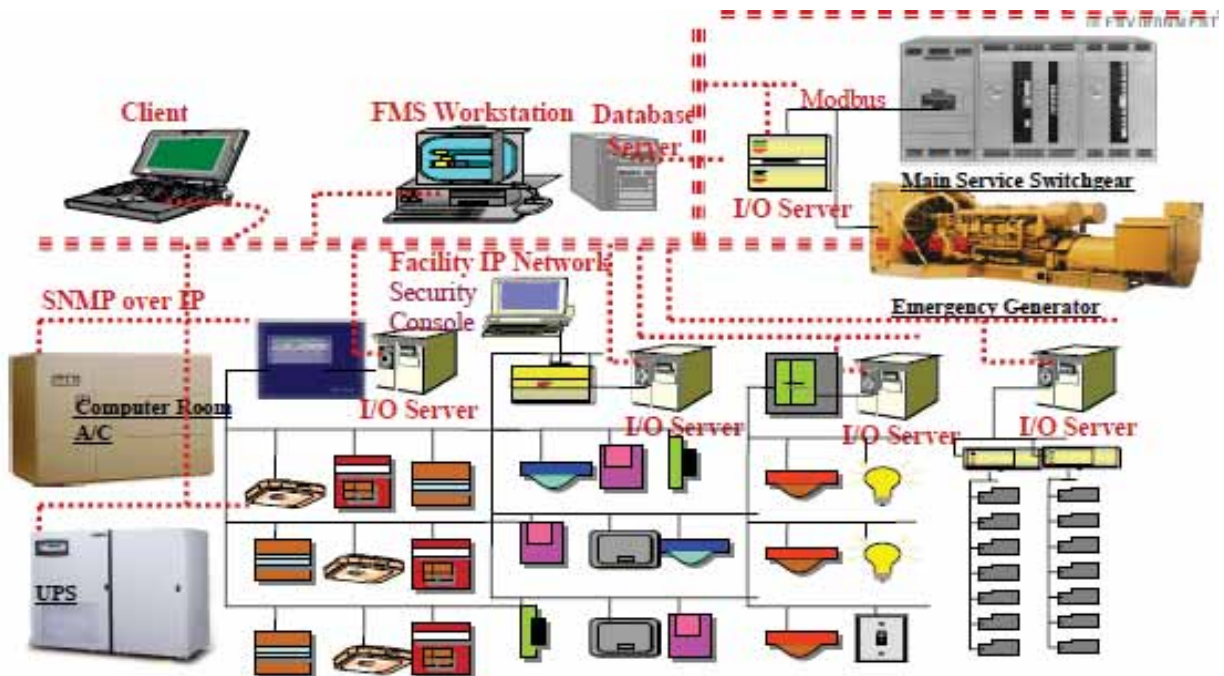 ENVIRONMENT
Client
FMS Workstation
Database
Server
Modbus
I/O Server
Main Service Switchgear
Facility IP Network
Security
Console
SNMP over IP
Emergency Generator
Computer Room
A/C
I/O Server
I/O Server
I/O Server
I/O Server
UPS